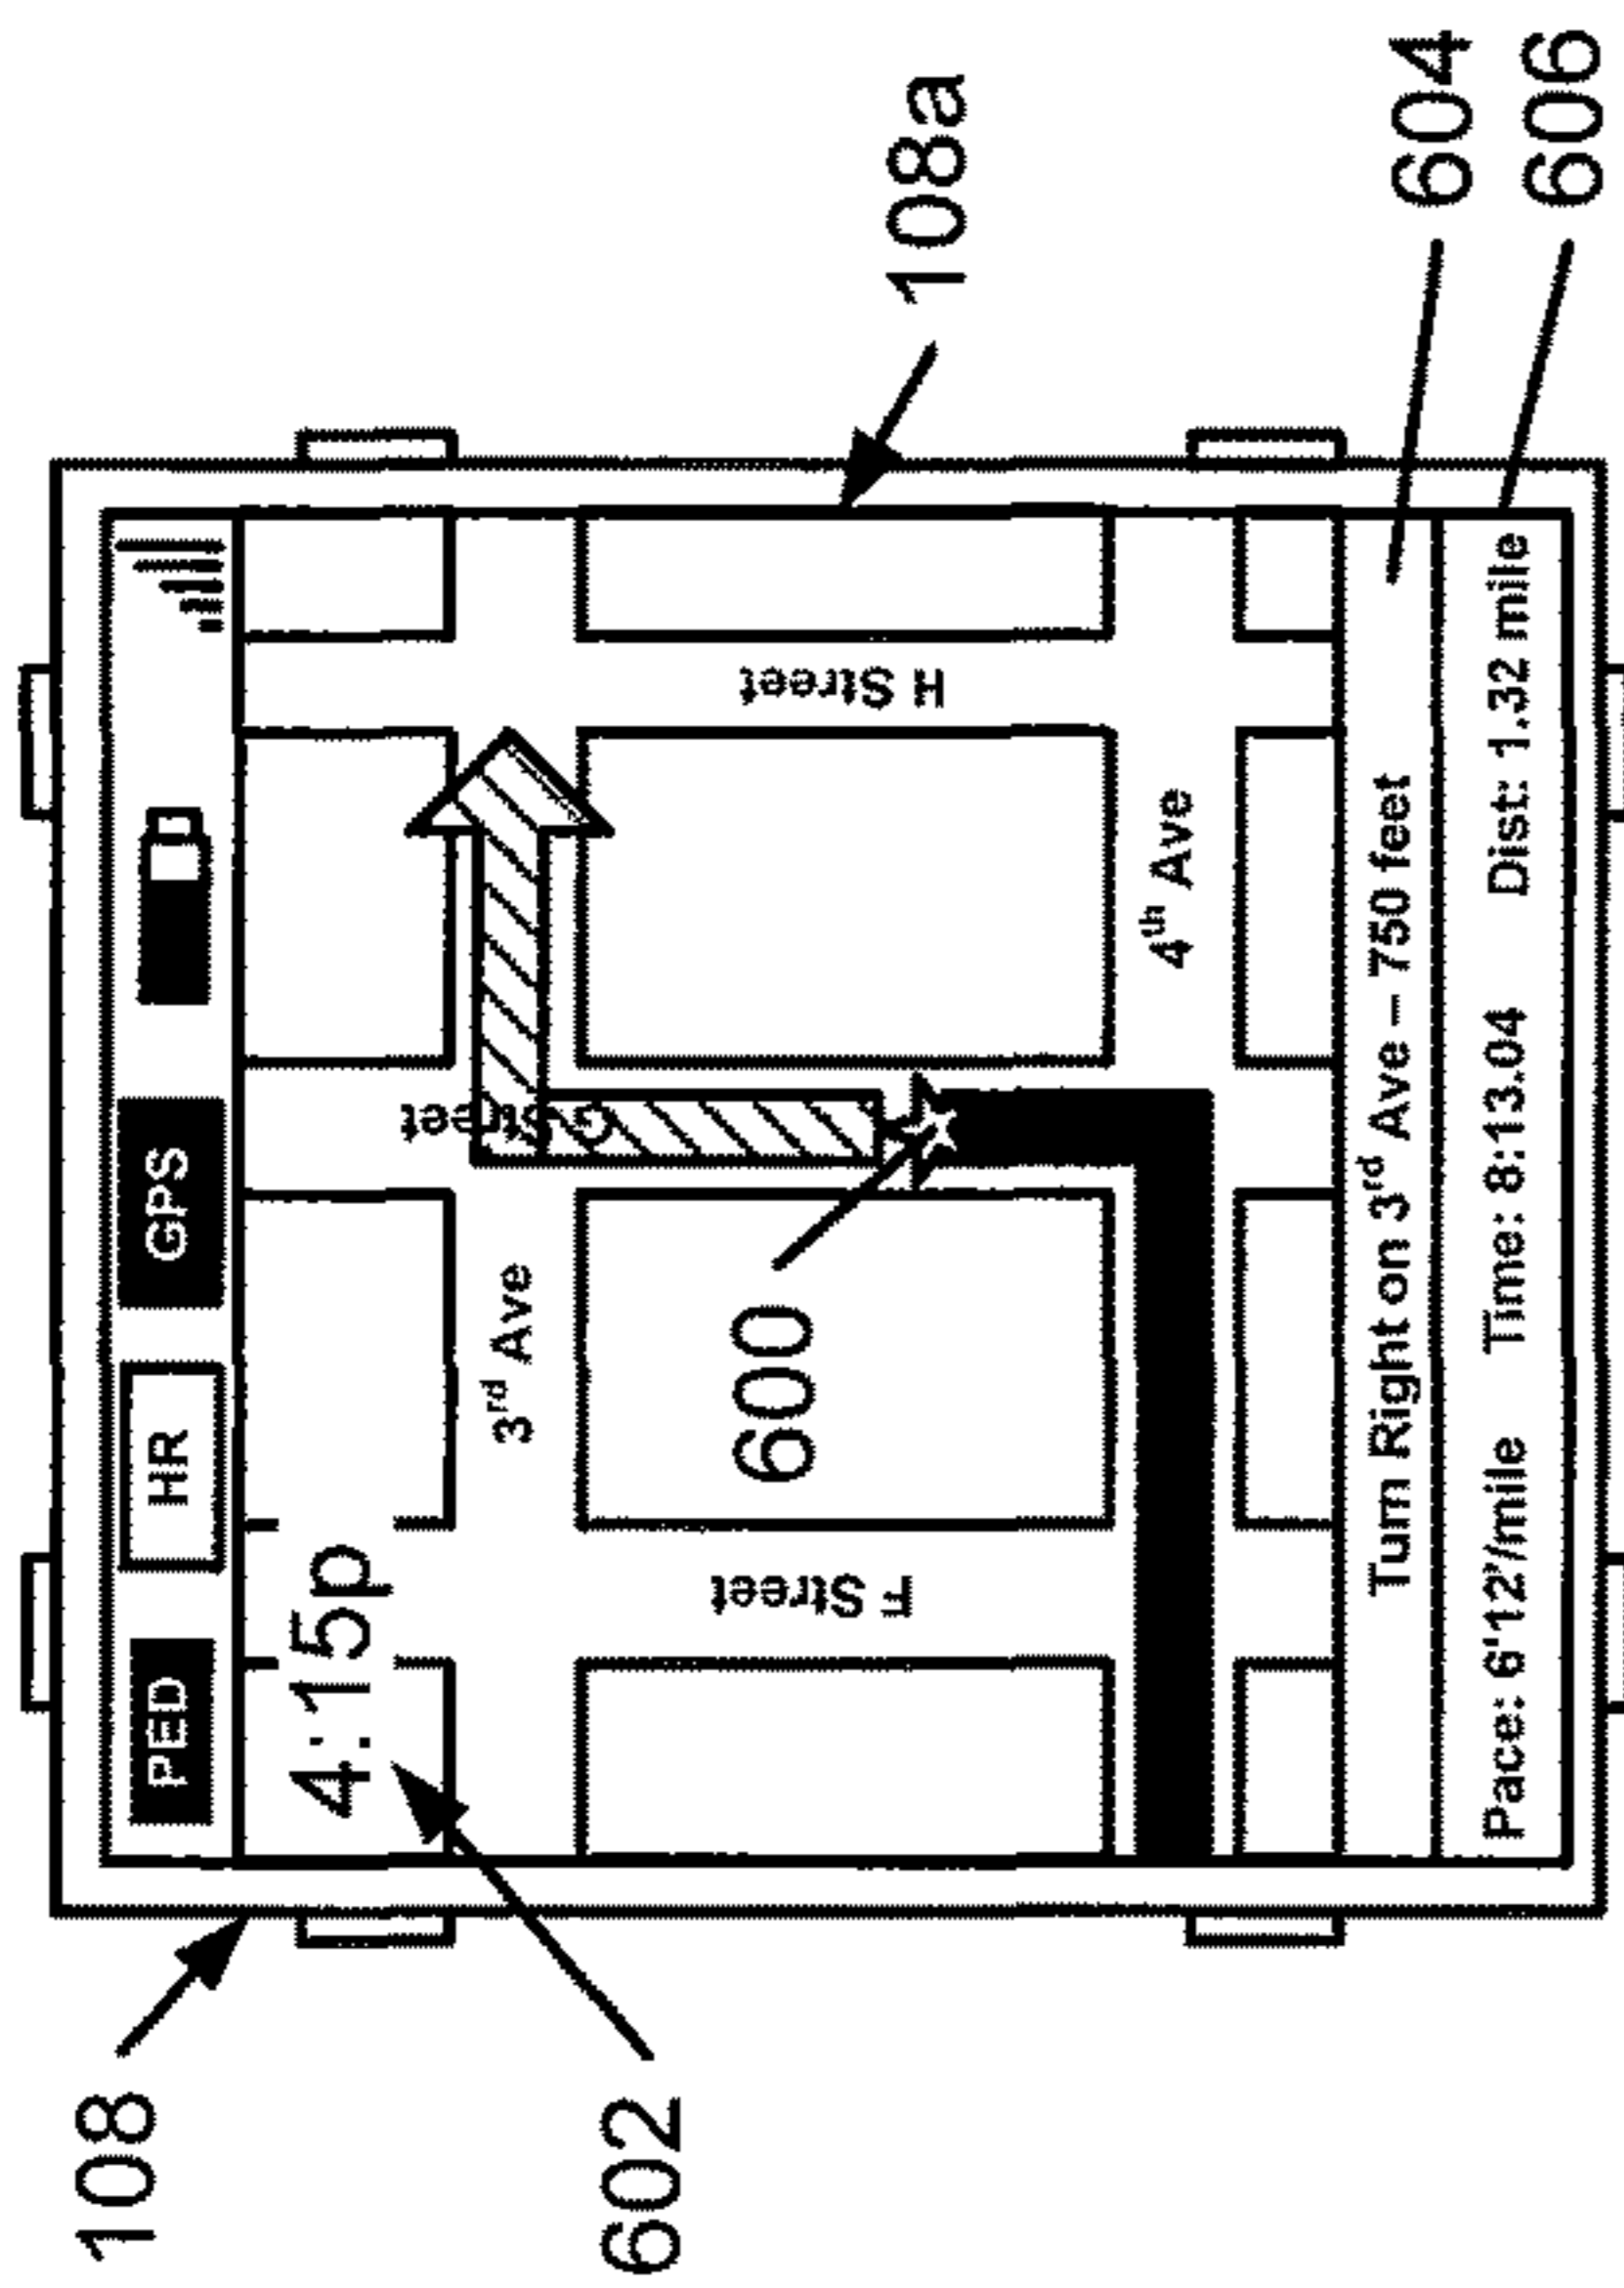 108
PED HR GPS
4:15p
G Street
3rd Ave
602
600
F Street
H Street
108a
4th Ave
Turn Right on 3rd Ave – 750 feet
604
Pace: 6'12"/mile Time: 8:13.04 Dist: 1.32 mile
606